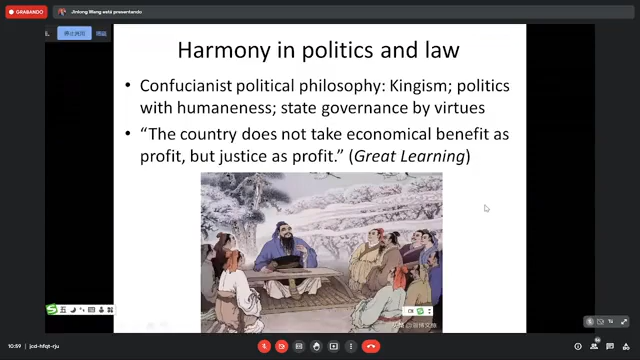 GRABANDO
Jinlong Wang está presentando
Harmony in politics and law
• Confucianist political philosophy: Kingism; politics
with humaneness; state governance by virtues
• “The country does not take economical benefit as
profit, but justice as profit.” (Great Learning)
五
10:59
jcd-hfqt-rju